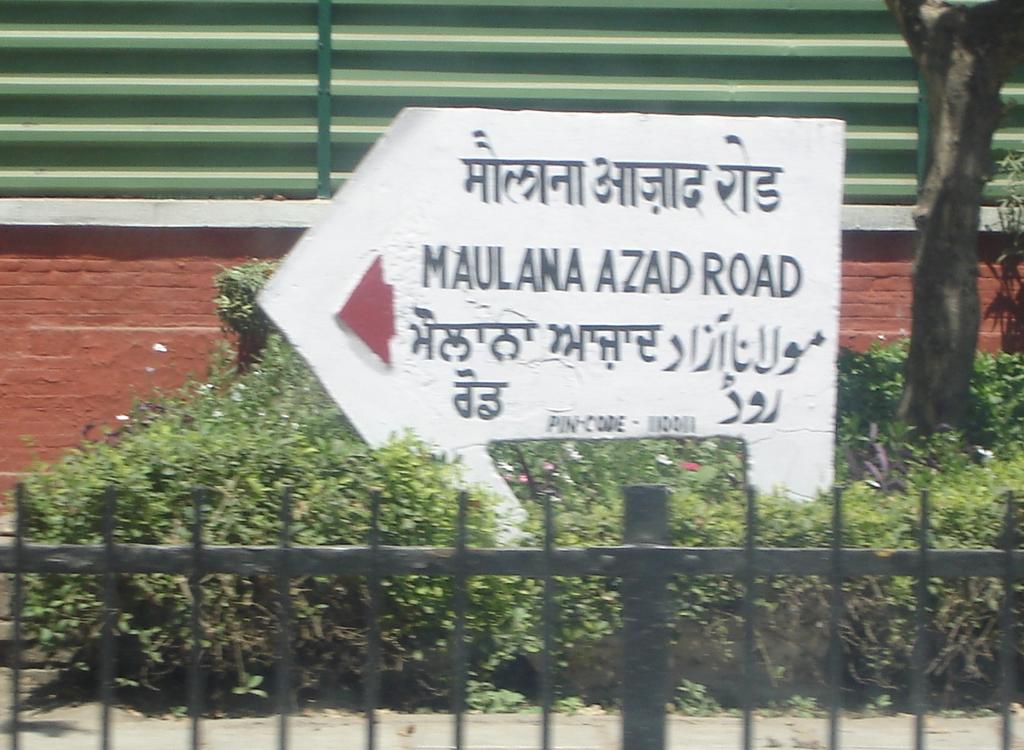 मौलाना आज़ाद रोड
MAULANA AZAD ROAD
ਮੌਲਾਨਾ ਆਜ਼ਾਦ مولانا آزاد
ਰੋਡ روڈ
PIN-CODE - 110011